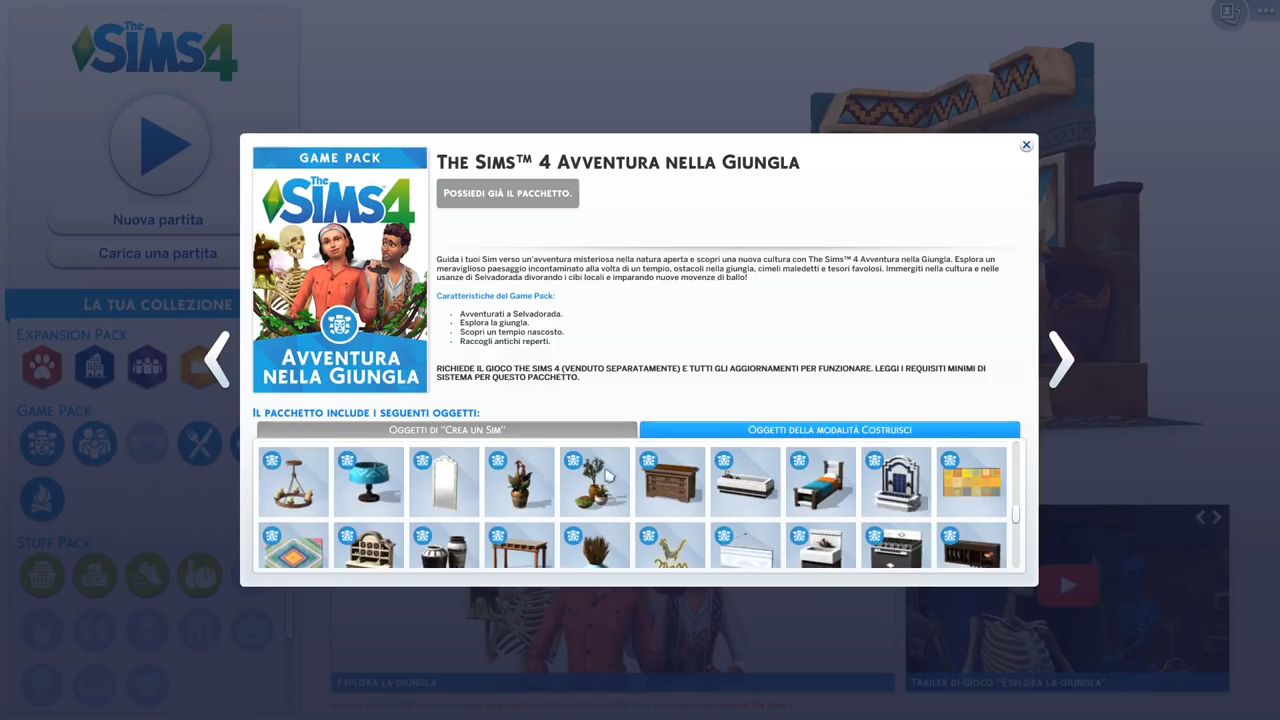 The Sims 4
Nuova partita
Carica una partita
La tua collezione
Expansion Pack
Game Pack
Stuff Pack
GAME PACK
The Sims 4
Avventura
nella Giungla
The Sims™ 4 Avventura nella Giungla
Possiedi già il pacchetto.
Guida i tuoi Sim verso un'avventura misteriosa nella natura aperta e scopri una nuova cultura con The Sims™ 4 Avventura nella Giungla. Esplora un
meraviglioso paesaggio incontaminato alla volta di un tempio, ostacoli nella giungla, cimeli maledetti e tesori favolosi. Immergiti nella cultura e nelle
usanze di Selvadorada divorando i cibi locali e imparando nuove movenze di ballo!
Caratteristiche del Game Pack:
· Avventurati a Selvadorada.
· Esplora la giungla.
· Scopri un tempio nascosto.
· Raccogli antichi reperti.
RICHIEDE IL GIOCO THE SIMS 4 (VENDUTO SEPARATAMENTE) E TUTTI GLI AGGIORNAMENTI PER FUNZIONARE. LEGGI I REQUISITI MINIMI DI
SISTEMA PER QUESTO PACCHETTO.
Il pacchetto include i seguenti oggetti:
Oggetti di "Crea un Sim"
Oggetti della modalità Costruisci
Esplora la giungla
Trailer di gioco "Esplora la giungla"